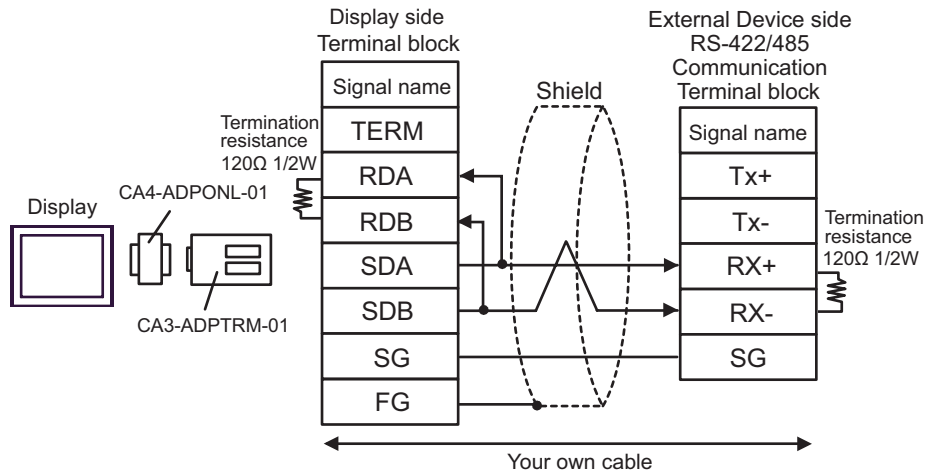 Display side
Terminal block
Signal name
TERM
RDA
RDB
SDA
SDB
SG
FG
Termination
resistance
120Ω 1/2W
CA4-ADPONL-01
Display
CA3-ADPTRM-01
Shield
External Device side
RS-422/485
Communication
Terminal block
Signal name
Tx+
Tx-
RX+
RX-
SG
Termination
resistance
120Ω 1/2W
Your own cable